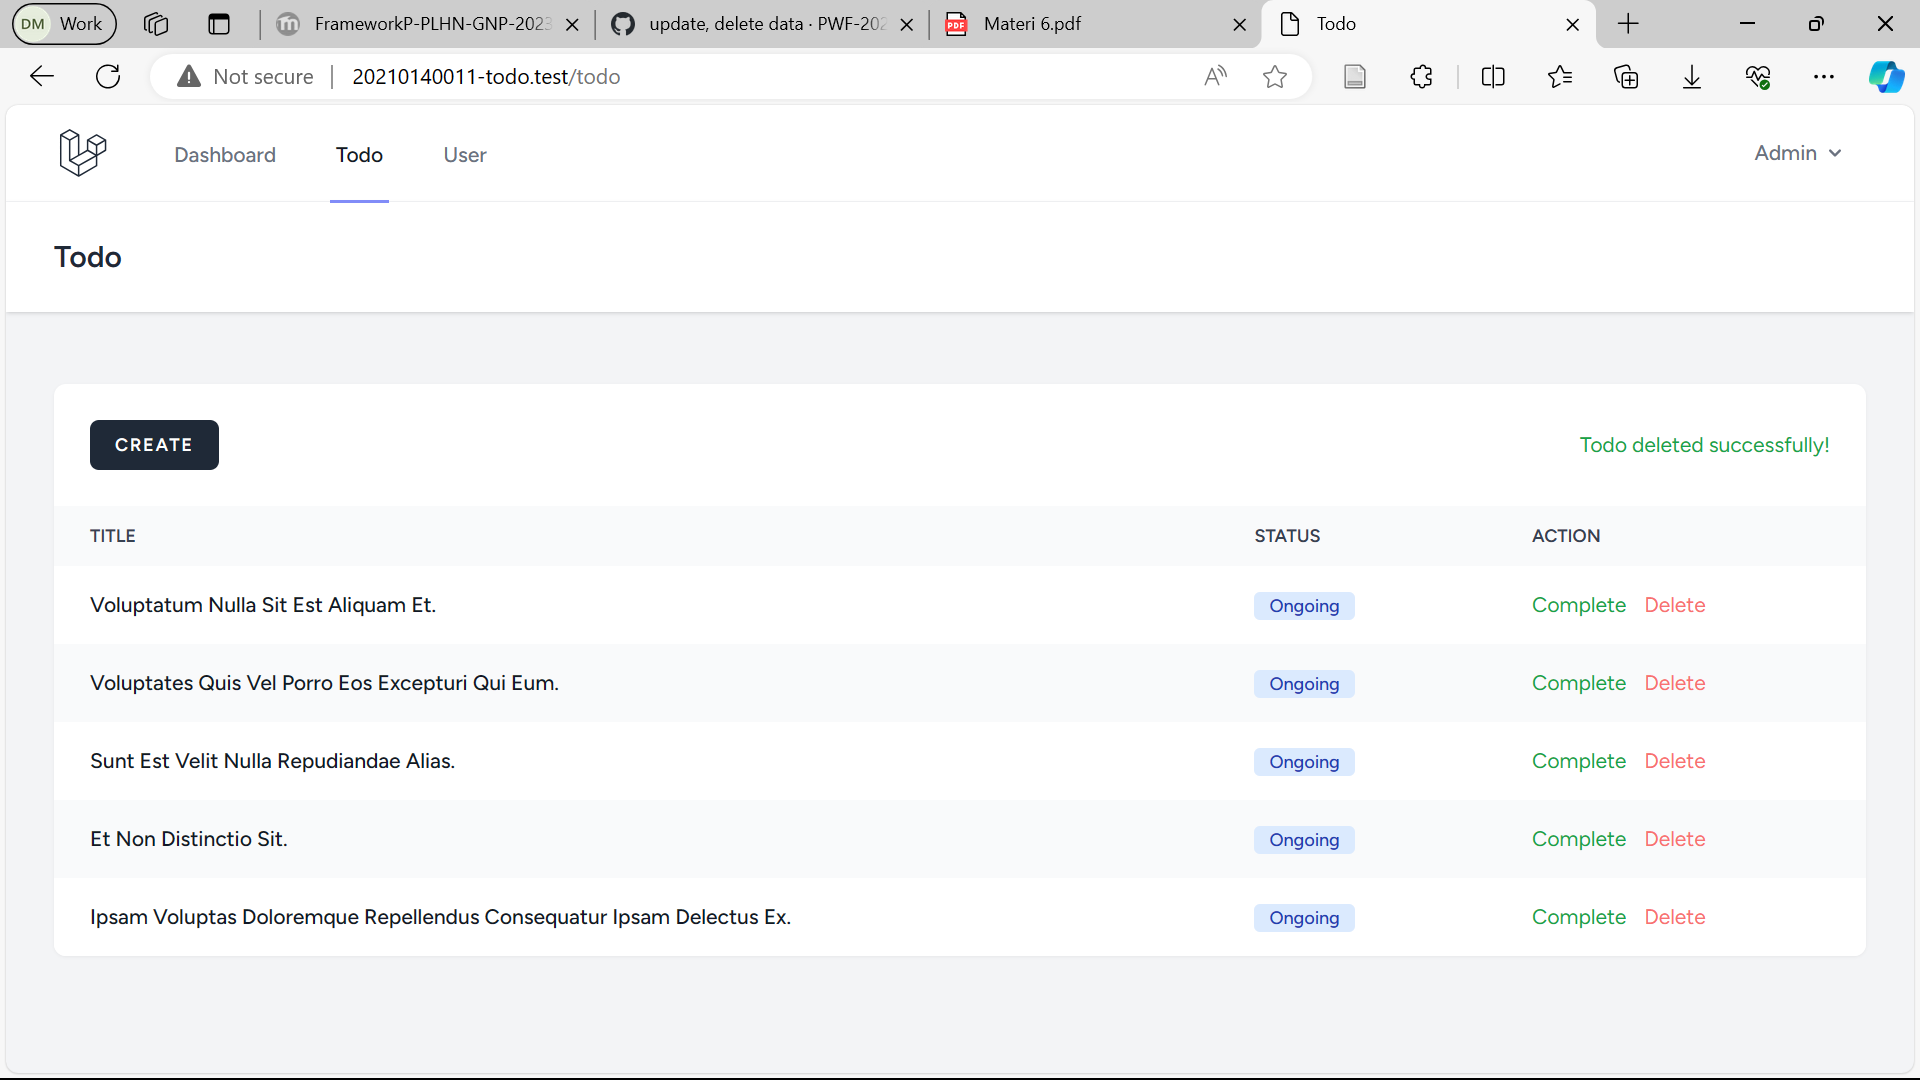 DM Work
FrameworkP-PLHN-GNP-2023
update, delete data · PWF-202
PDF Materi 6.pdf
Todo
Not secure
20210140011-todo.test/todo
Dashboard
Todo
User
Admin
Todo
CREATE
Todo deleted successfully!
TITLE STATUS ACTION
Voluptatum Nulla Sit Est Aliquam Et. Ongoing Complete Delete
Voluptates Quis Vel Porro Eos Excepturi Qui Eum. Ongoing Complete Delete
Sunt Est Velit Nulla Repudiandae Alias. Ongoing Complete Delete
Et Non Distinctio Sit. Ongoing Complete Delete
Ipsam Voluptas Doloremque Repellendus Consequatur Ipsam Delectus Ex. Ongoing Complete Delete